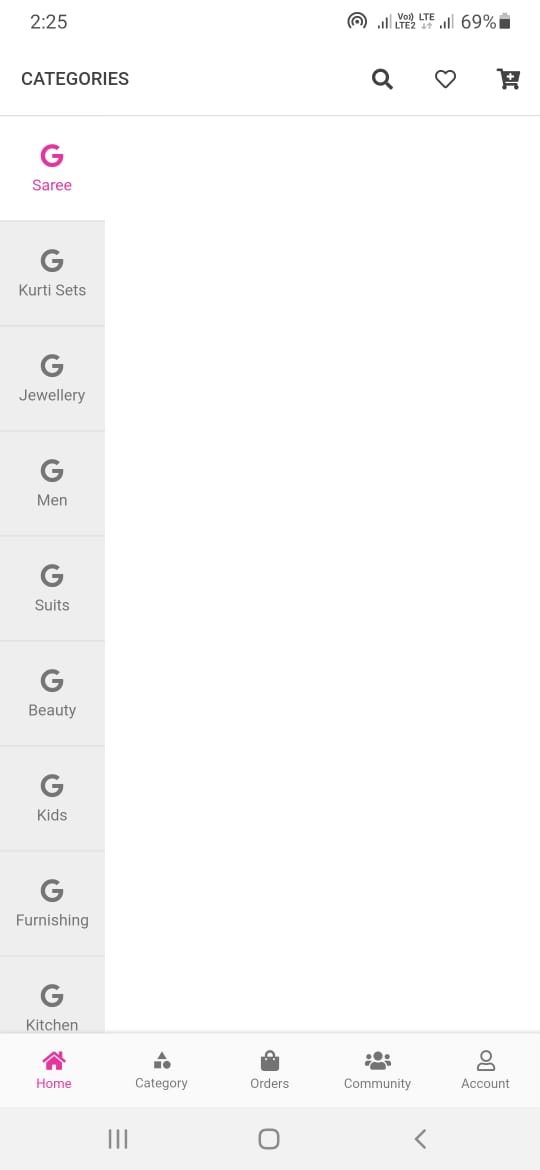 2:25
Vo)) LTE
LTE2
69%
CATEGORIES
Saree
Kurti Sets
Jewellery
Men
Suits
Beauty
Kids
Furnishing
Kitchen
Home
Category
Orders
Community
Account